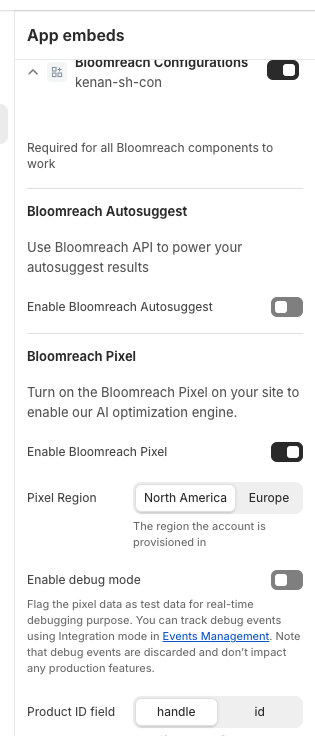 App embeds
Bloomreach Configurations
kenan-sh-con
Required for all Bloomreach components to
work
Bloomreach Autosuggest
Use Bloomreach API to power your
autosuggest results
Enable Bloomreach Autosuggest
Bloomreach Pixel
Turn on the Bloomreach Pixel on your site to
enable our AI optimization engine.
Enable Bloomreach Pixel
Pixel Region North America Europe
The region the account is
provisioned in
Enable debug mode
Flag the pixel data as test data for real-time
debugging purpose. You can track debug events
using Integration mode in Events Management. Note
that debug events are discarded and don't impact
any production features.
Product ID field handle id